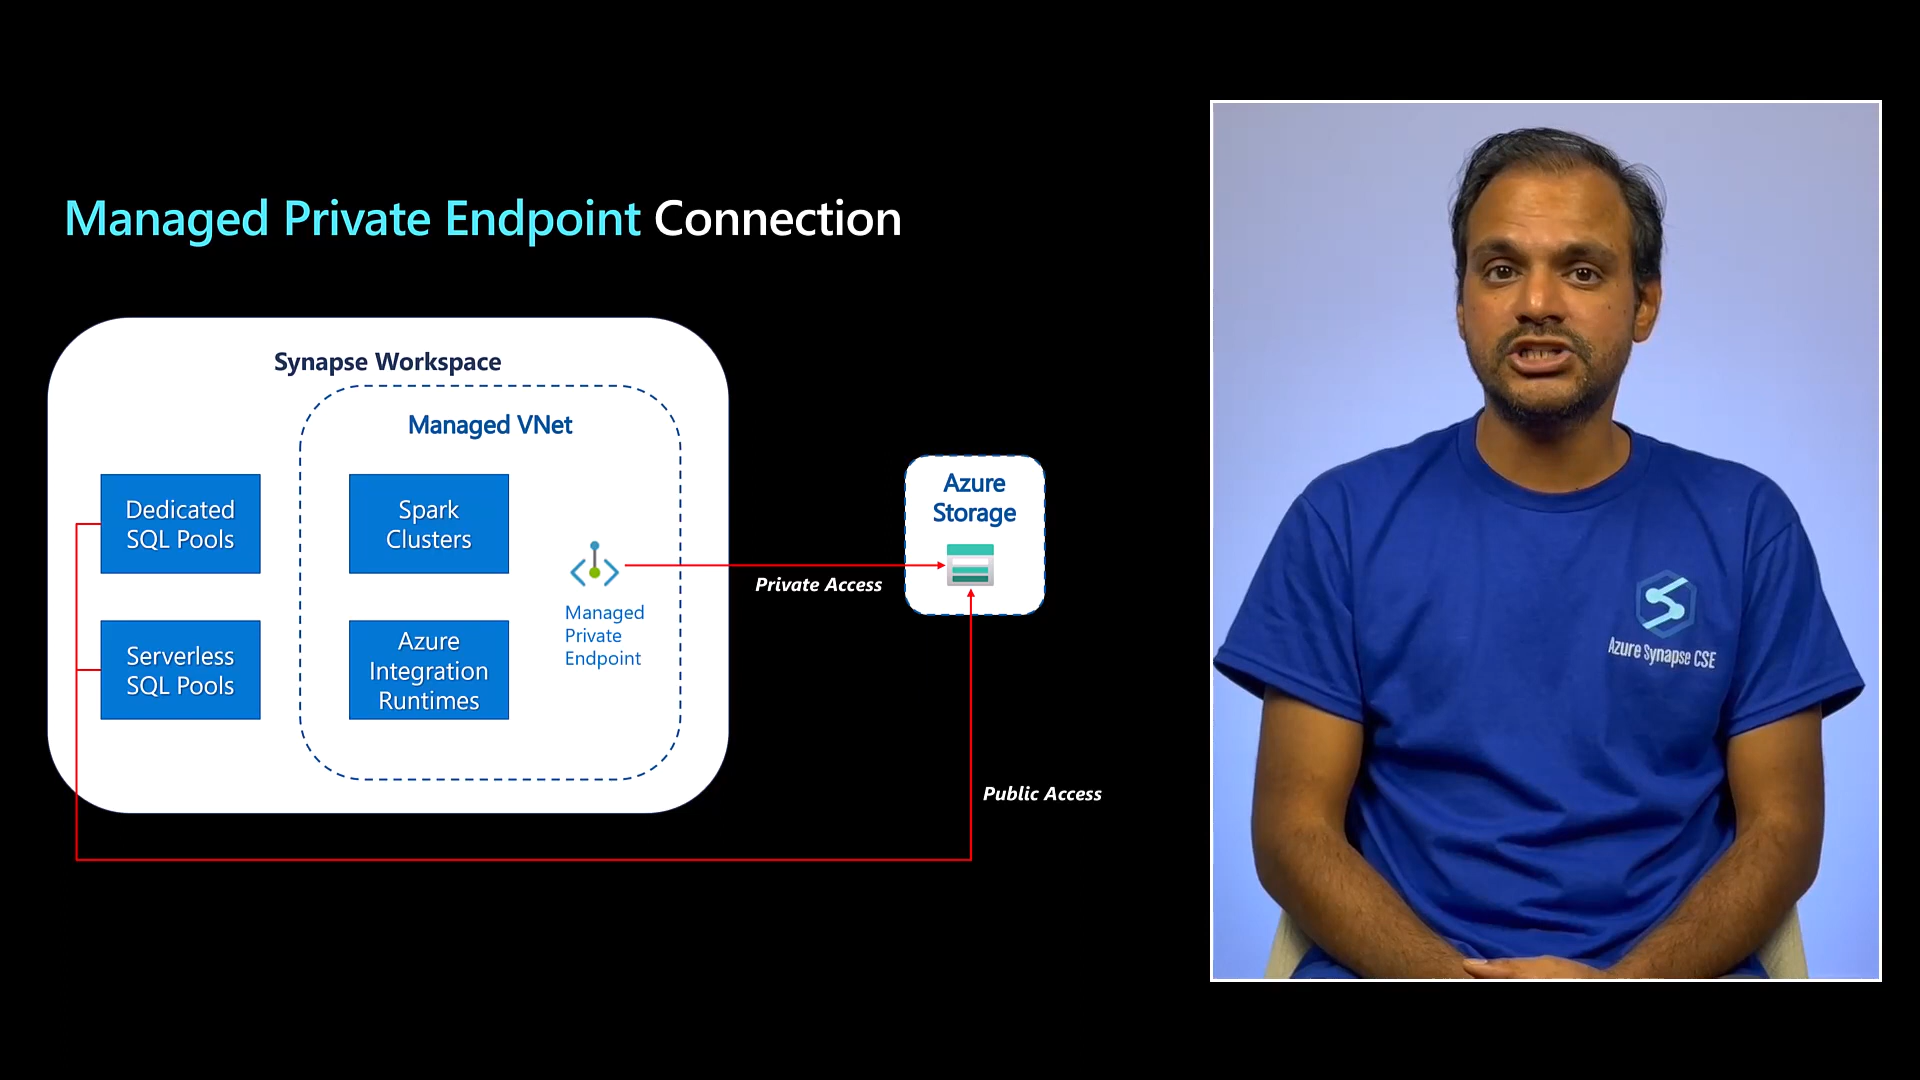 Managed Private Endpoint Connection
Synapse Workspace
Managed VNet
Dedicated
SQL Pools
Spark
Clusters
Serverless
SQL Pools
Azure
Integration
Runtimes
Managed
Private
Endpoint
Private Access
Azure
Storage
Public Access
Azure Synapse CSE